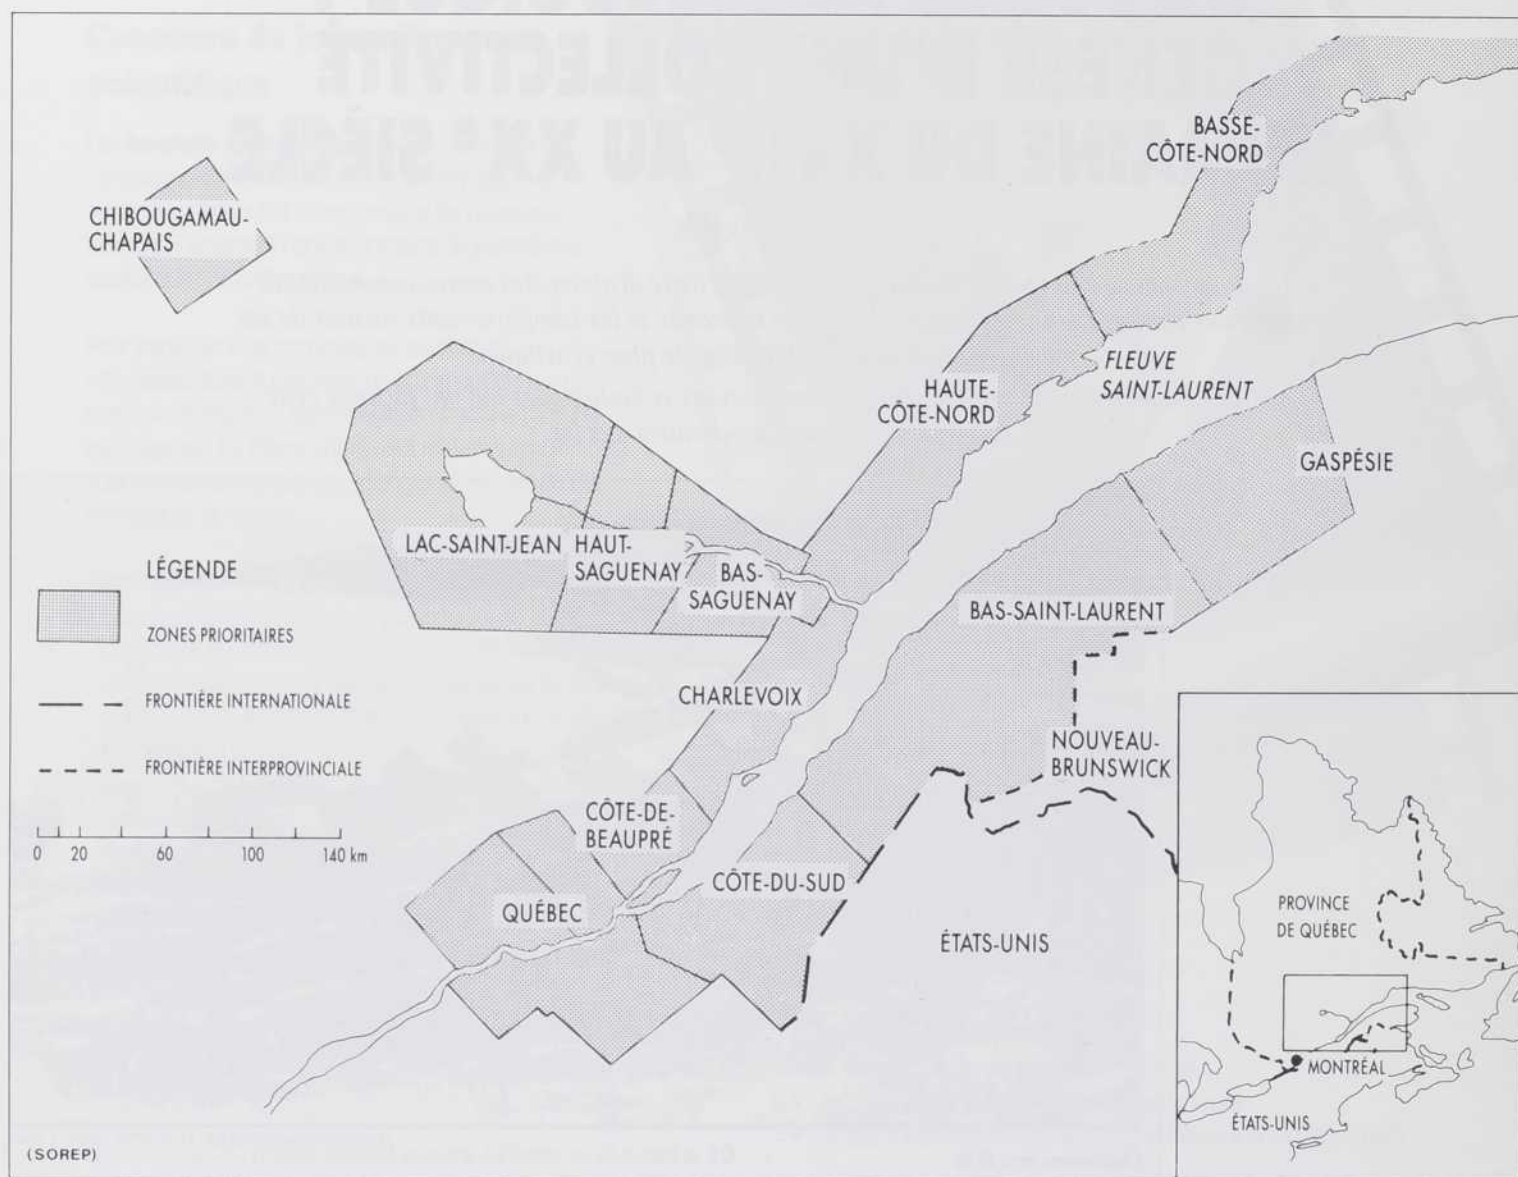 BASSE-
CÔTE-NORD
CHIBOUGAMAU-
CHAPAIS
FLEUVE
SAINT-LAURENT
HAUTE-
CÔTE-NORD
GASPÉSIE
LAC-SAINT-JEAN
HAUT-
SAGUENAY
BAS-
SAGUENAY
BAS-SAINT-LAURENT
LÉGENDE
ZONES PRIORITAIRES
FRONTIÈRE INTERNATIONALE
FRONTIÈRE INTERPROVINCIALE
0 20 60 100 140 km
CHARLEVOIX
NOUVEAU-
BRUNSWICK
CÔTE-DE-
BEAUPRÉ
CÔTE-DU-SUD
QUÉBEC
ÉTATS-UNIS
PROVINCE
DE QUÉBEC
MONTRÉAL
ÉTATS-UNIS
(SOREP)